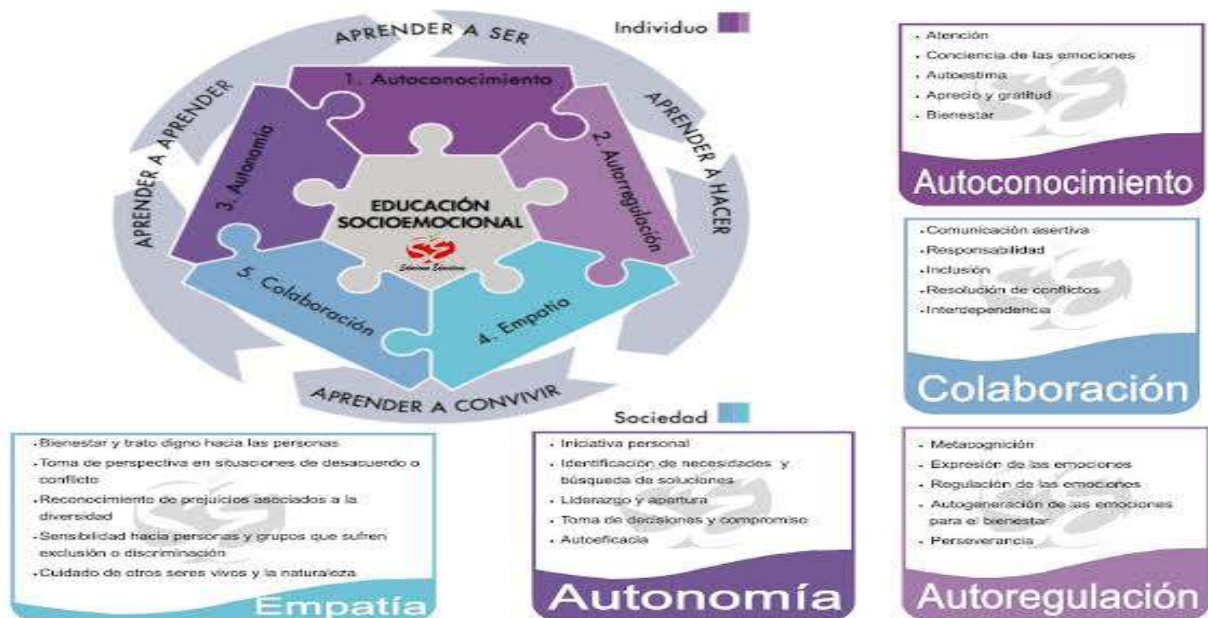 Individuo
APRENDER A SER
APRENDER A HACER
APRENDER A CONVIVIR
APRENDER A APRENDER
1. Autoconocimiento
2. Autorregulación
3. Autonomía
4. Empatía
5. Colaboración
EDUCACIÓN
SOCIOEMOCIONAL
Soluciones Educativas
Sociedad
• Atención
• Conciencia de las emociones
• Autoestima
• Aprecio y gratitud
• Bienestar
Autoconocimiento
• Comunicación asertiva
• Responsabilidad
• Inclusión
• Resolución de conflictos
• Interdependencia
Colaboración
• Bienestar y trato digno hacia las personas
• Toma de perspectiva en situaciones de desacuerdo o
conflicto
• Reconocimiento de prejuicios asociados a la
diversidad
• Sensibilidad hacia personas y grupos que sufren
exclusión o discriminación
• Cuidado de otros seres vivos y la naturaleza
Empatía
• Iniciativa personal
• Identificación de necesidades y
búsqueda de soluciones
• Liderazgo y apertura
• Toma de decisiones y compromiso
• Autoeficacia
Autonomía
• Metacognición
• Expresión de las emociones
• Regulación de las emociones
• Autogeneración de las emociones
para el bienestar
• Perseverancia
Autoregulación